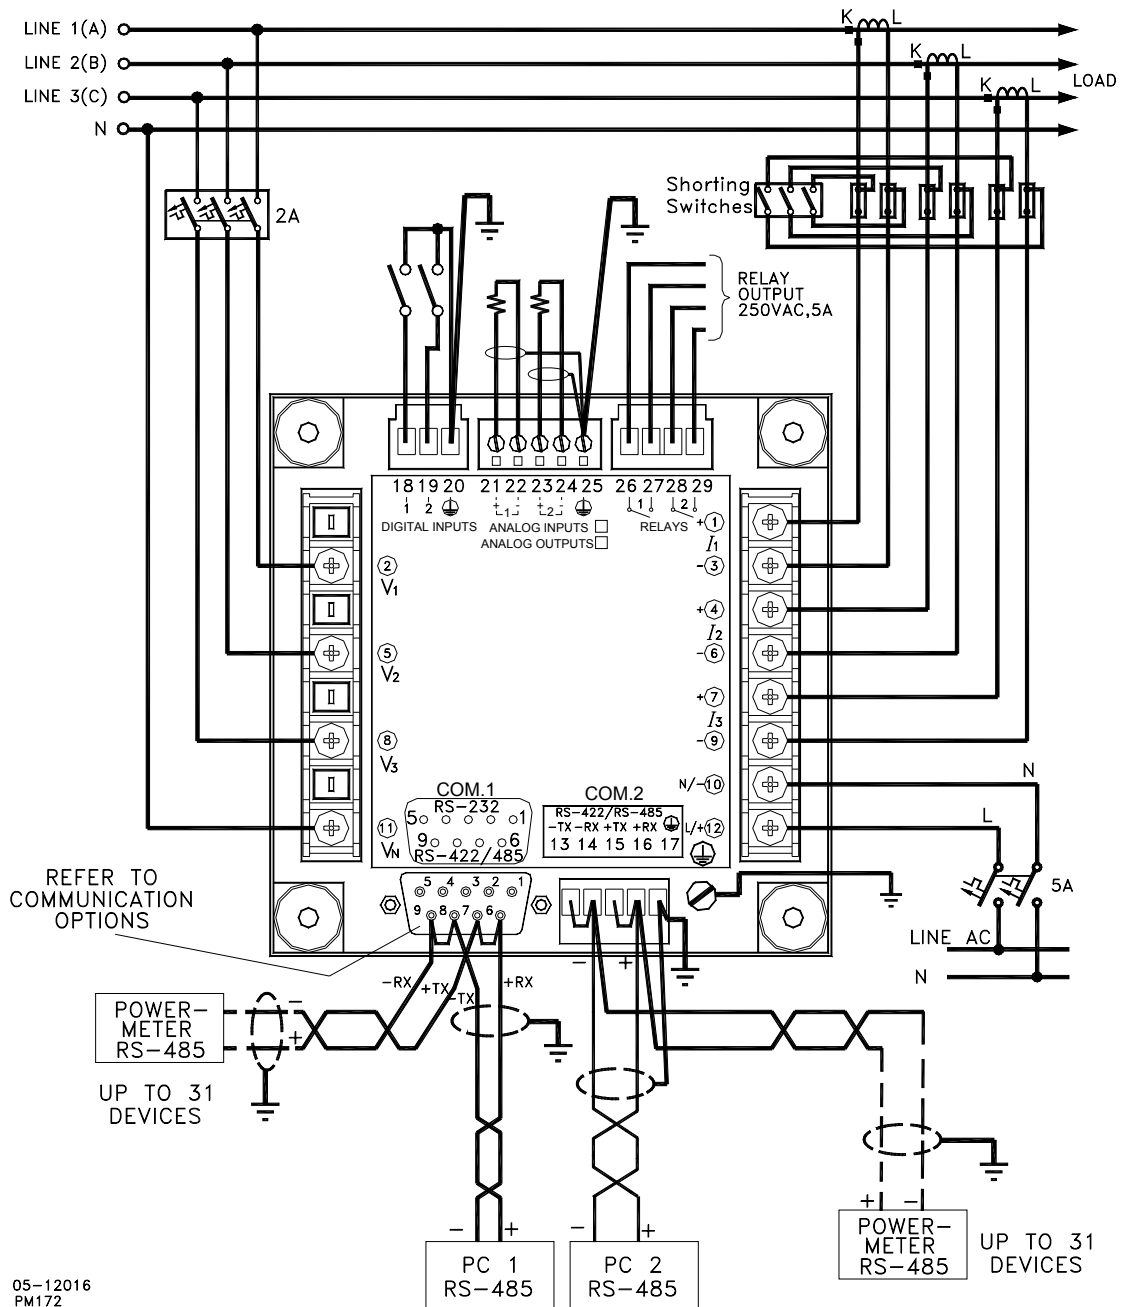 LINE 1(A)
K L
LINE 2(B)
K L
LINE 3(C)
K L
LOAD
N
Shorting
Switches
2A
RELAY
OUTPUT
250VAC,5A
18 19 20 21 22 23 24 25 26 27 28 29
1 2 + 1 - + 2 - 1 2
DIGITAL INPUTS
ANALOG INPUTS
ANALOG OUTPUTS
RELAYS
+ 1
I1
- 3
2
V1
+ 4
I2
- 6
5
V2
+ 7
I3
- 9
8
V3
N/- 10
N
COM.1
RS-232
5 1
9 6
RS-422/485
COM.2
RS-422/RS-485
-TX -RX +TX +RX
13 14 15 16 17
L/+ 12
L
11
VN
5 4 3 2 1
9 8 7 6
5A
LINE AC
N
REFER TO
COMMUNICATION
OPTIONS
-RX +TX -TX +RX
- +
POWER-
METER
RS-485
- +
UP TO 31
DEVICES
- +
PC 1
RS-485
- +
PC 2
RS-485
+ -
POWER-
METER
RS-485
UP TO 31
DEVICES
05-12016
PM172